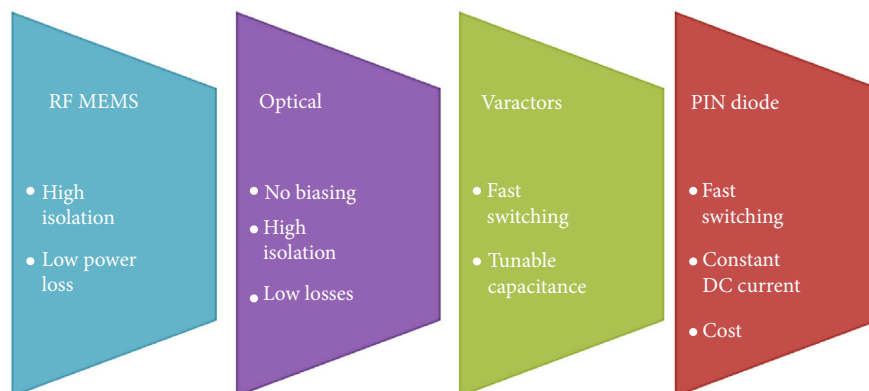 RF MEMS
• High
isolation
• Low power
loss
Optical
• No biasing
• High
isolation
• Low losses
Varactors
• Fast
switching
• Tunable
capacitance
PIN diode
• Fast
switching
• Constant
DC current
• Cost